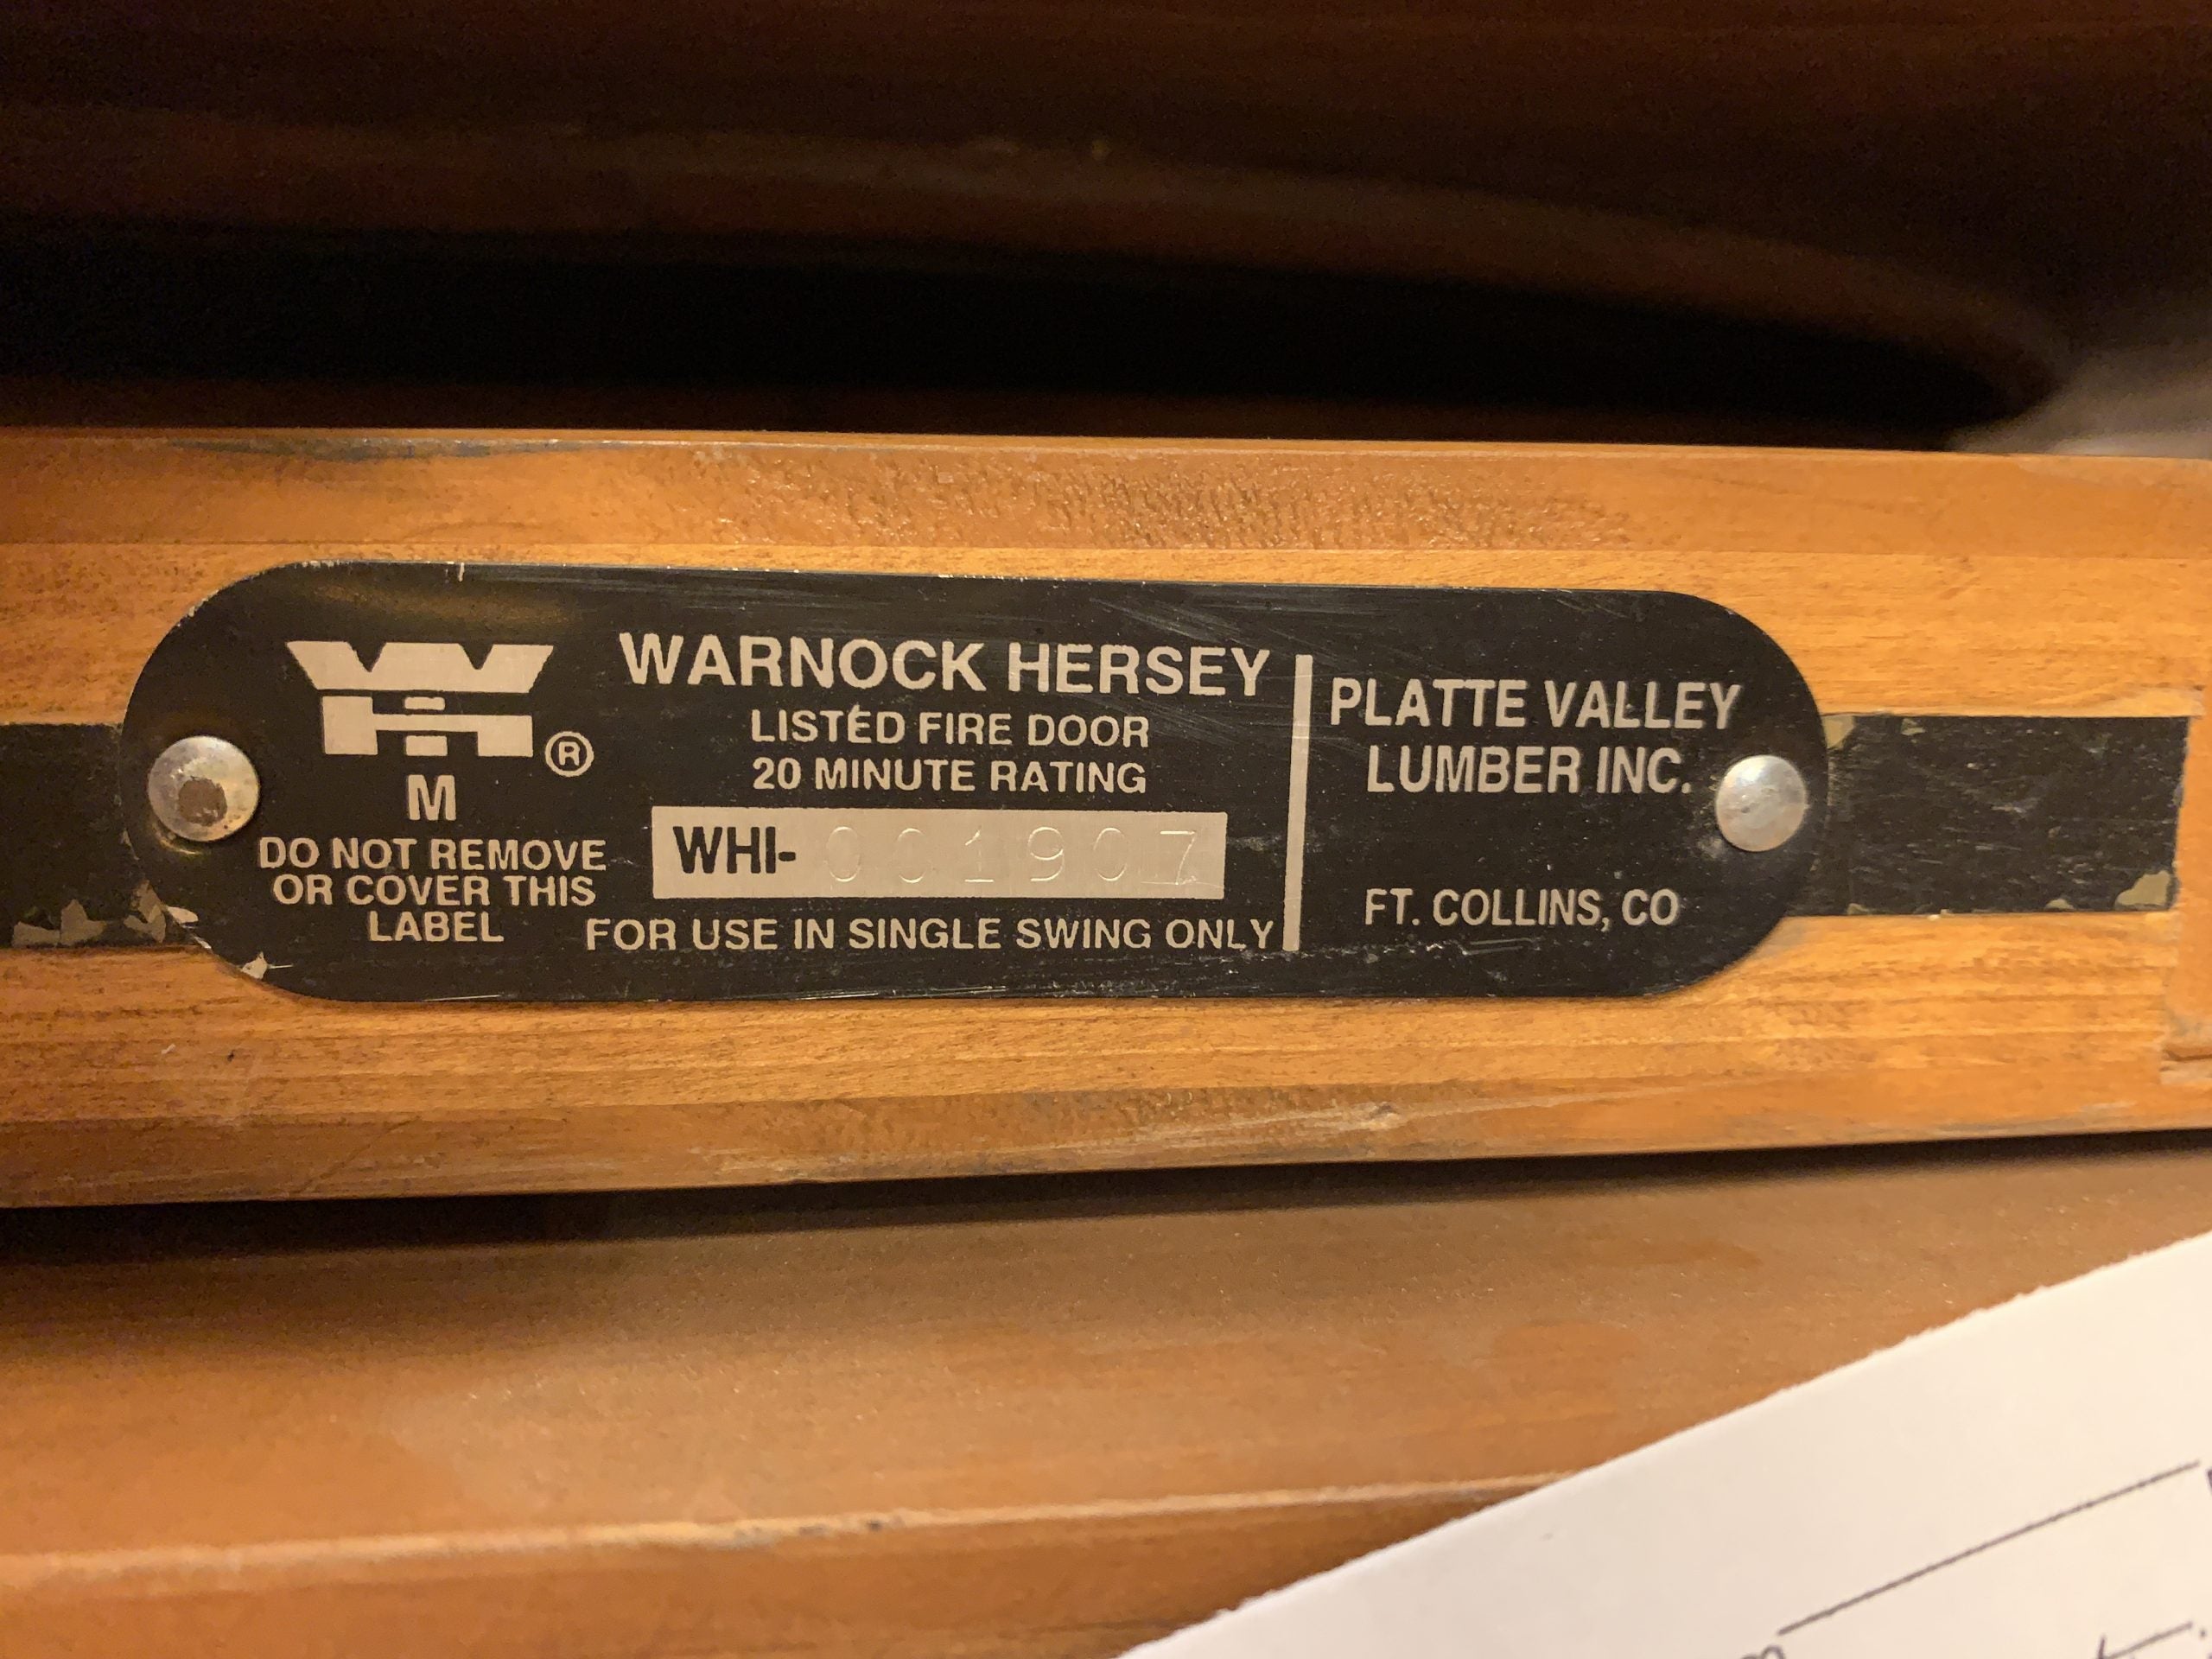 WH®
M
DO NOT REMOVE
OR COVER THIS
LABEL
WARNOCK HERSEY
LISTED FIRE DOOR
20 MINUTE RATING
WHI- 001907
FOR USE IN SINGLE SWING ONLY
PLATTE VALLEY
LUMBER INC.
FT. COLLINS, CO